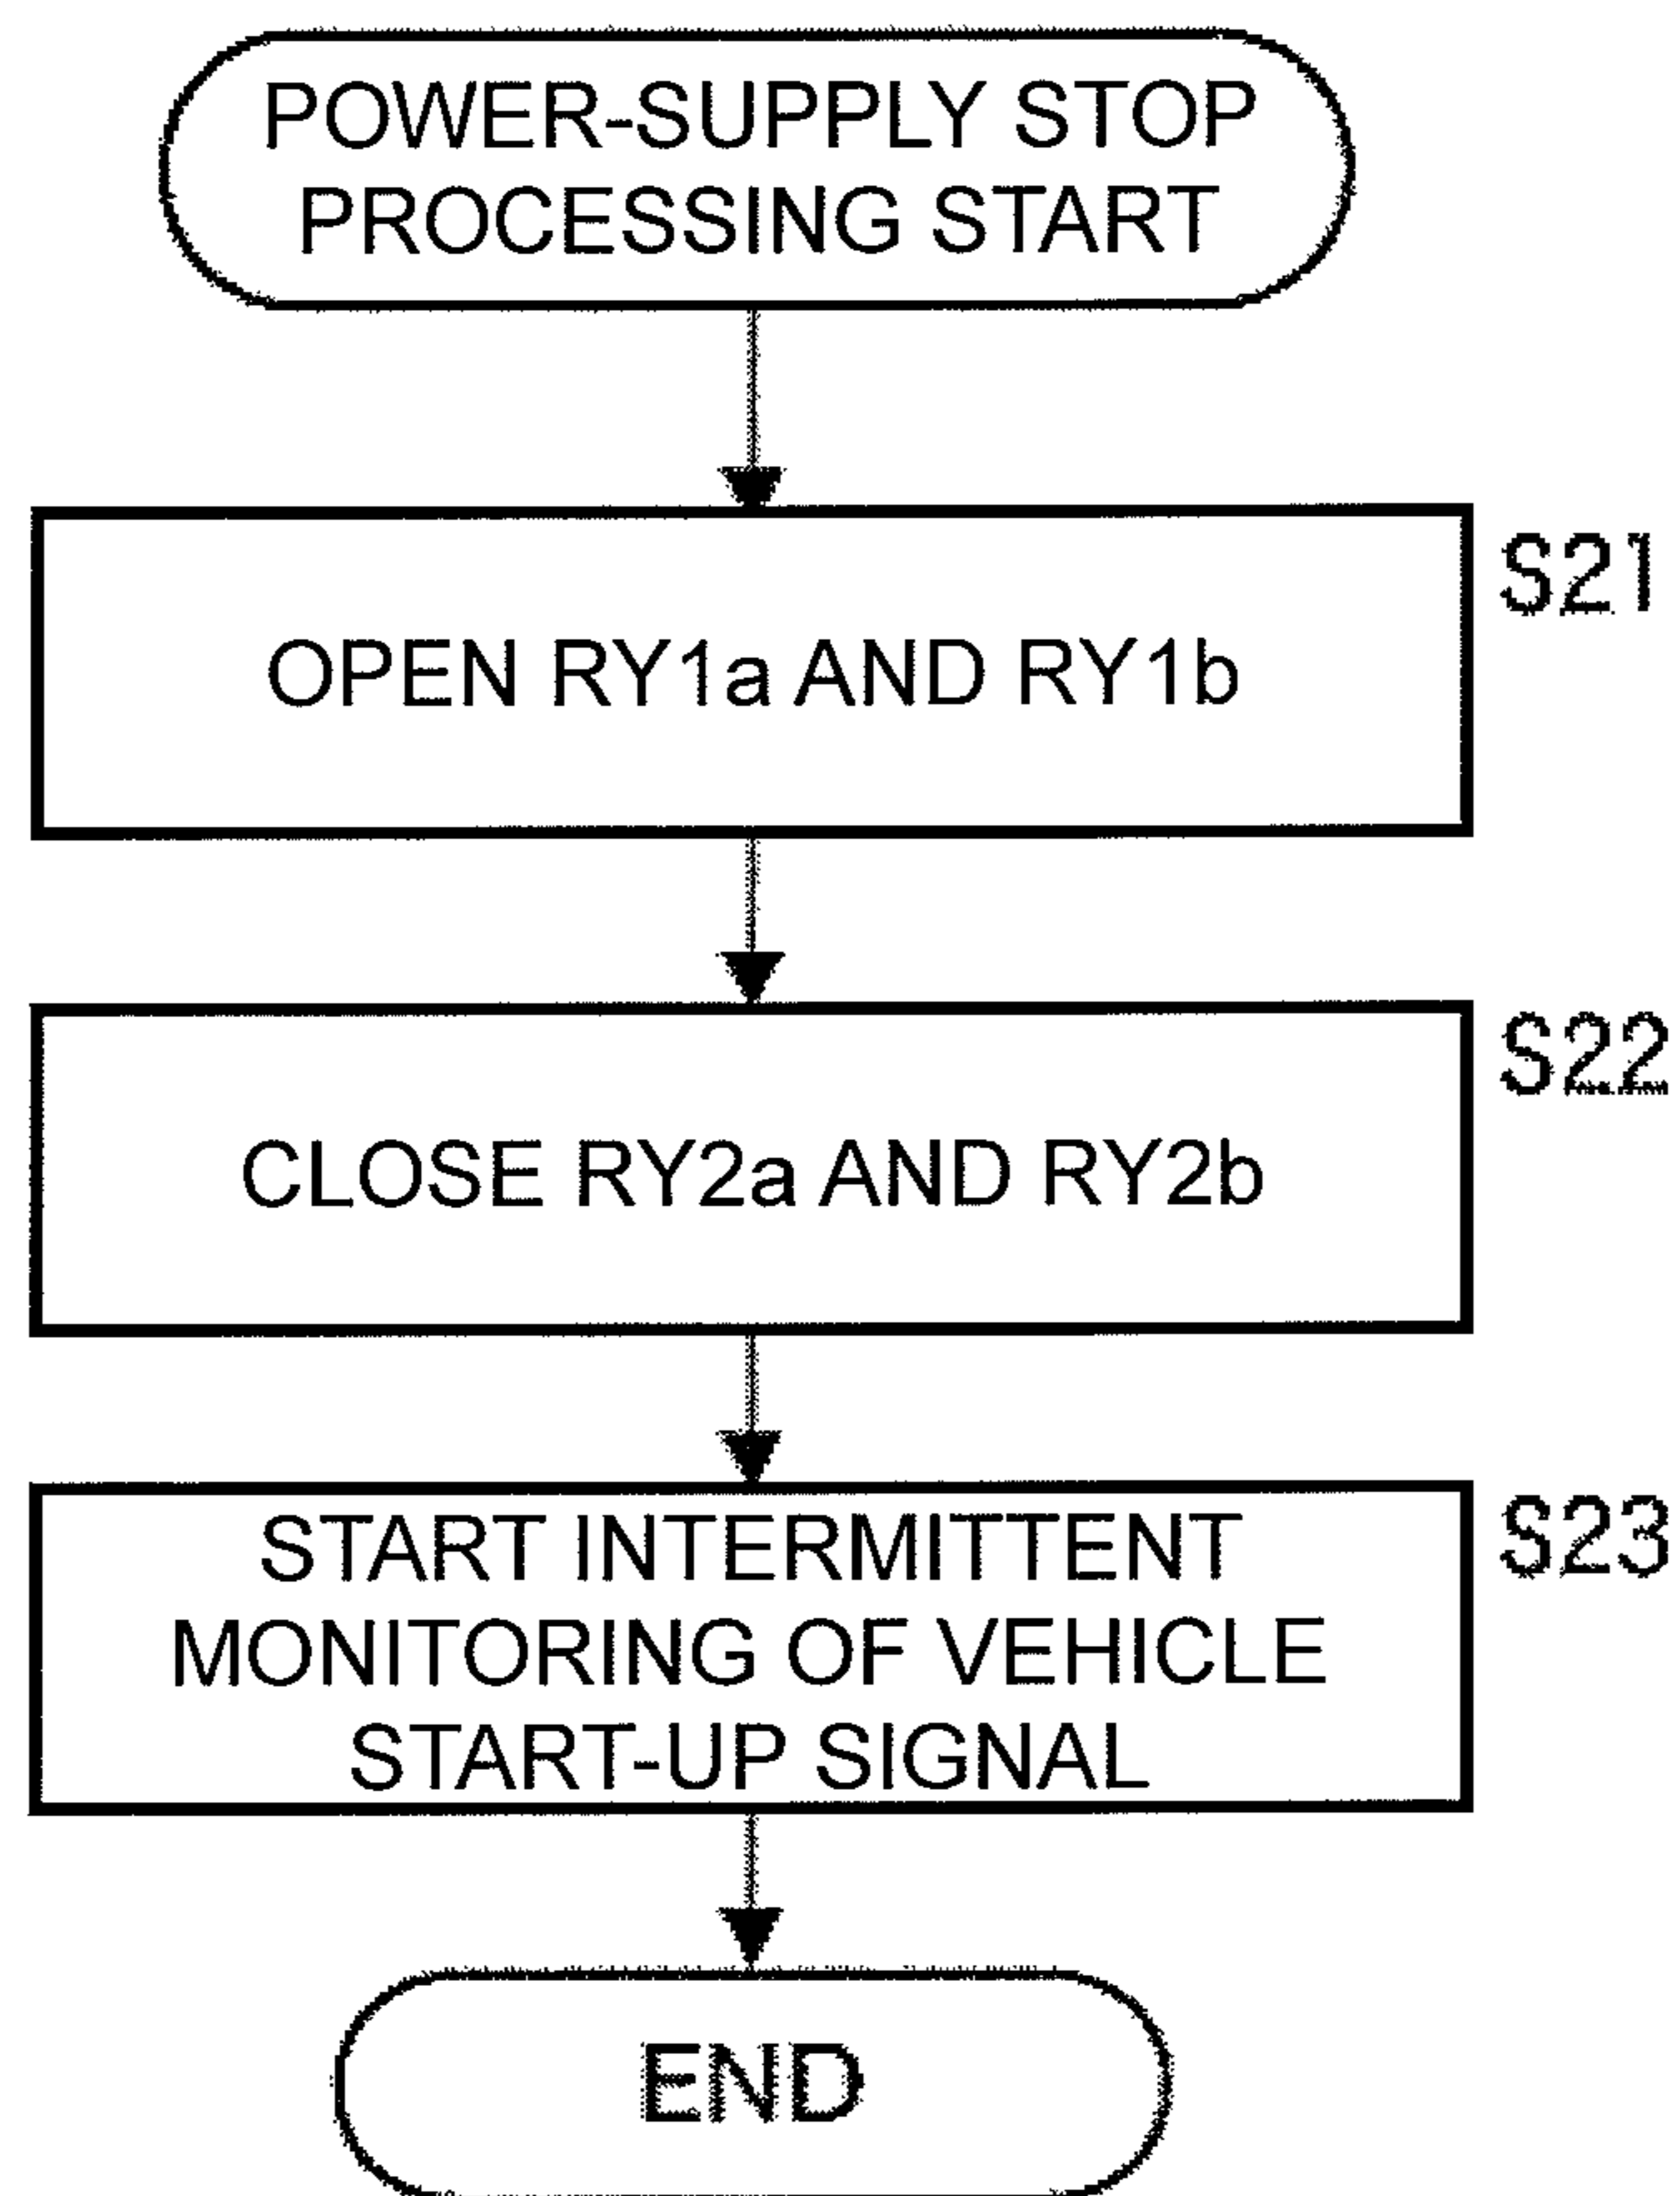 POWER-SUPPLY STOP
PROCESSING START
S21
OPEN RY1a AND RY1b
S22
CLOSE RY2a AND RY2b
S23
START INTERMITTENT
MONITORING OF VEHICLE
START-UP SIGNAL
END